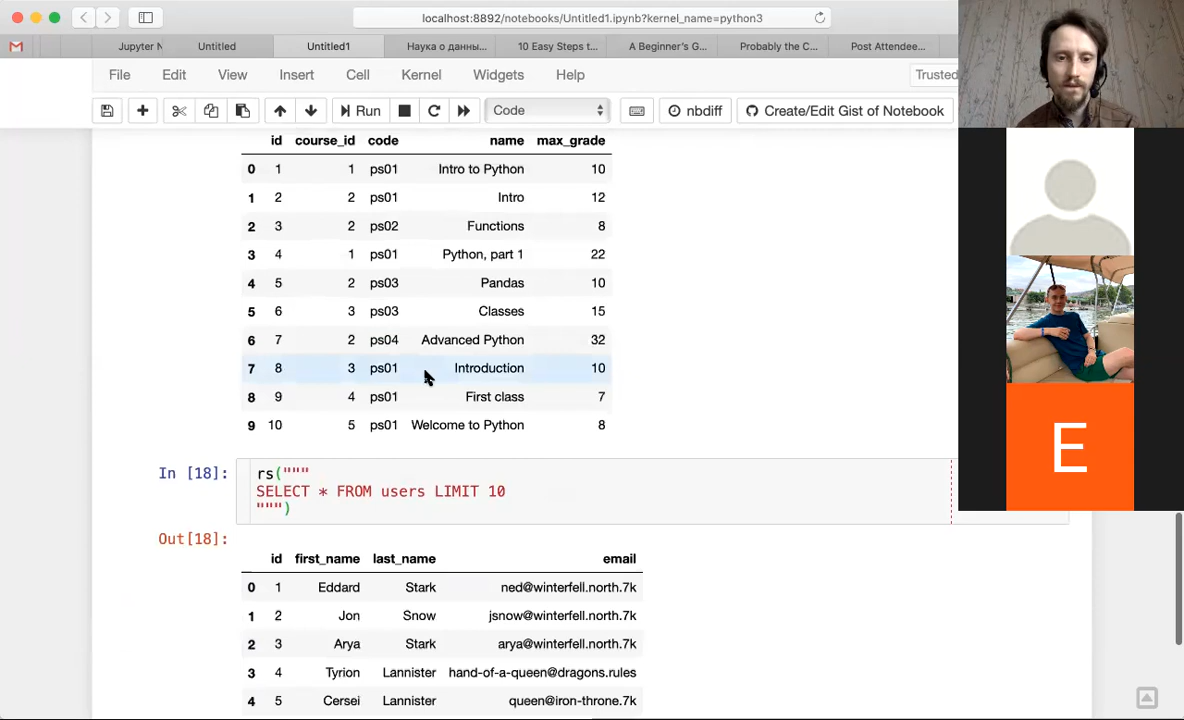 localhost:8892/notebooks/Untitled1.ipynb?kernel_name=python3
Jupyter N Untitled Untitled1 Наука о данны... 10 Easy Steps t... A Beginner's G... Probably the C... Post Attendee...
File Edit View Insert Cell Kernel Widgets Help Trusted
Run Code nbdiff Create/Edit Gist of Notebook
id course_id code name max_grade
0 1 1 ps01 Intro to Python 10
1 2 2 ps01 Intro 12
2 3 2 ps02 Functions 8
3 4 1 ps01 Python, part 1 22
4 5 2 ps03 Pandas 10
5 6 3 ps03 Classes 15
6 7 2 ps04 Advanced Python 32
7 8 3 ps01 Introduction 10
8 9 4 ps01 First class 7
9 10 5 ps01 Welcome to Python 8
In [18]: rs("""
SELECT * FROM users LIMIT 10
""")
Out[18]:
id first_name last_name email
0 1 Eddard Stark ned@winterfell.north.7k
1 2 Jon Snow jsnow@winterfell.north.7k
2 3 Arya Stark arya@winterfell.north.7k
3 4 Tyrion Lannister hand-of-a-queen@dragons.rules
4 5 Cersei Lannister queen@iron-throne.7k
E